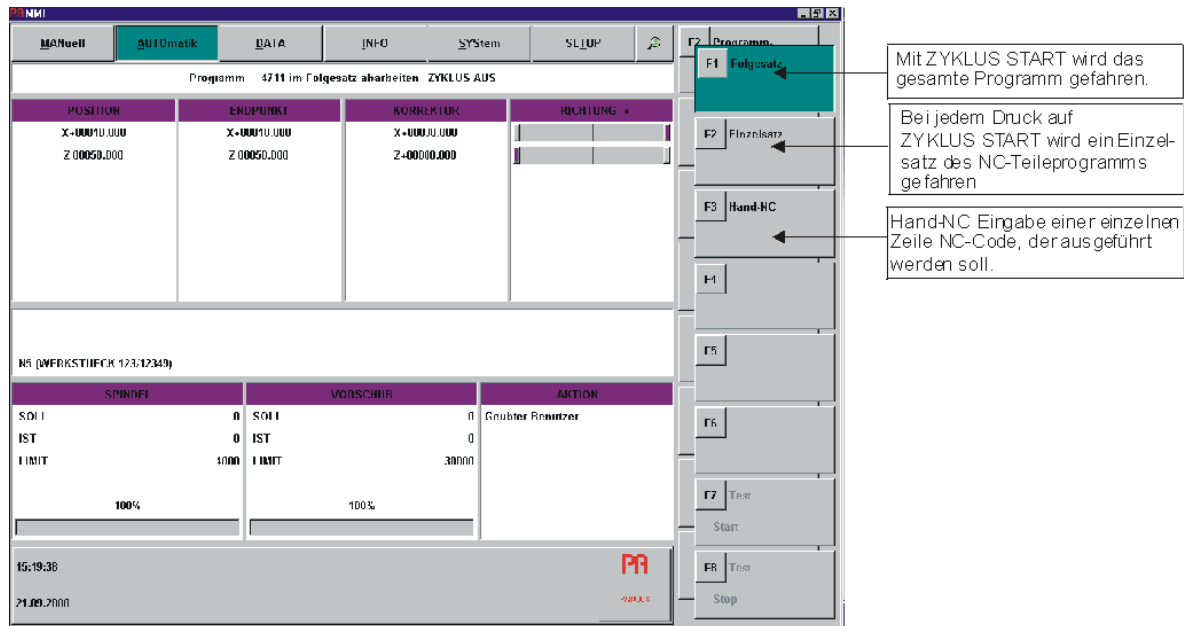 PA MMI
MANuell AUTOmatik DATA INFO SYStem SETUP F2 Programm.
Programm 4711 im Folgesatz abarbeiten ZYKLUS AUS
POSITION ENDPUNKT KORREKTUR RICHTUNG +
X+00010.000 X+00010.000 X+00000.000
Z 00050.000 Z 00050.000 Z+00000.000
N5 (WERKSTUECK 123/12349)
SPINDEL VORSCHUB AKTION
SOLL 0 SOLL 0 Geubter Benutzer
IST 0 IST 0
LIMIT 4000 LIMIT 30000
100% 100%
15:19:38
21.09.2000
PA
F1 Folgesatz
F2 Einzelsatz
F3 Hand-NC
F4
F5
F6
F7 Test
Start
F8 Test
Stop
Mit ZYKLUS START wird das
gesamte Programm gefahren.
Bei jedem Druck auf
ZYKLUS START wird ein Einzel-
satz des NC-Teileprogramms
gefahren
Hand-NC Eingabe einer einzelnen
Zeile NC-Code, der ausgeführt
werden soll.